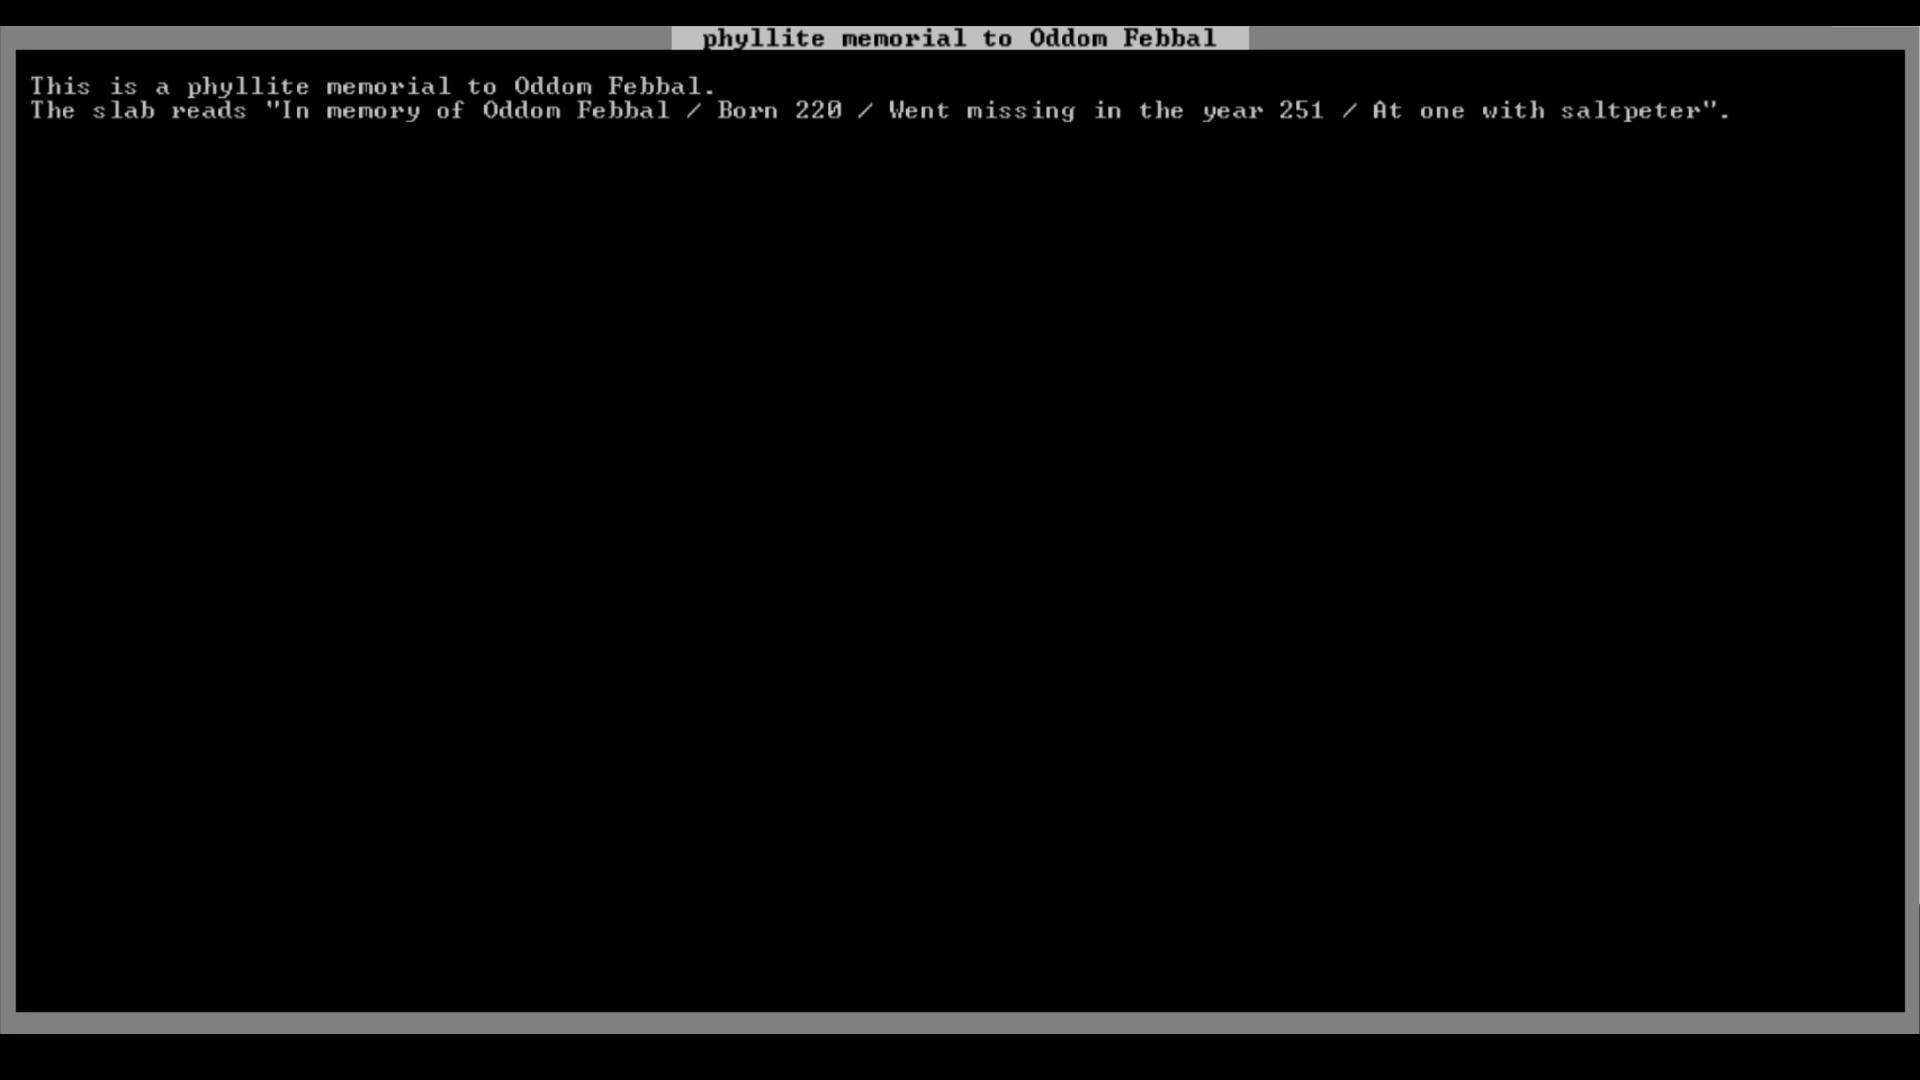 phyllite memorial to Oddom Febbal
This is a phyllite memorial to Oddom Febbal.
The slab reads "In memory of Oddom Febbal / Born 220 / Went missing in the year 251 / At one with saltpeter".